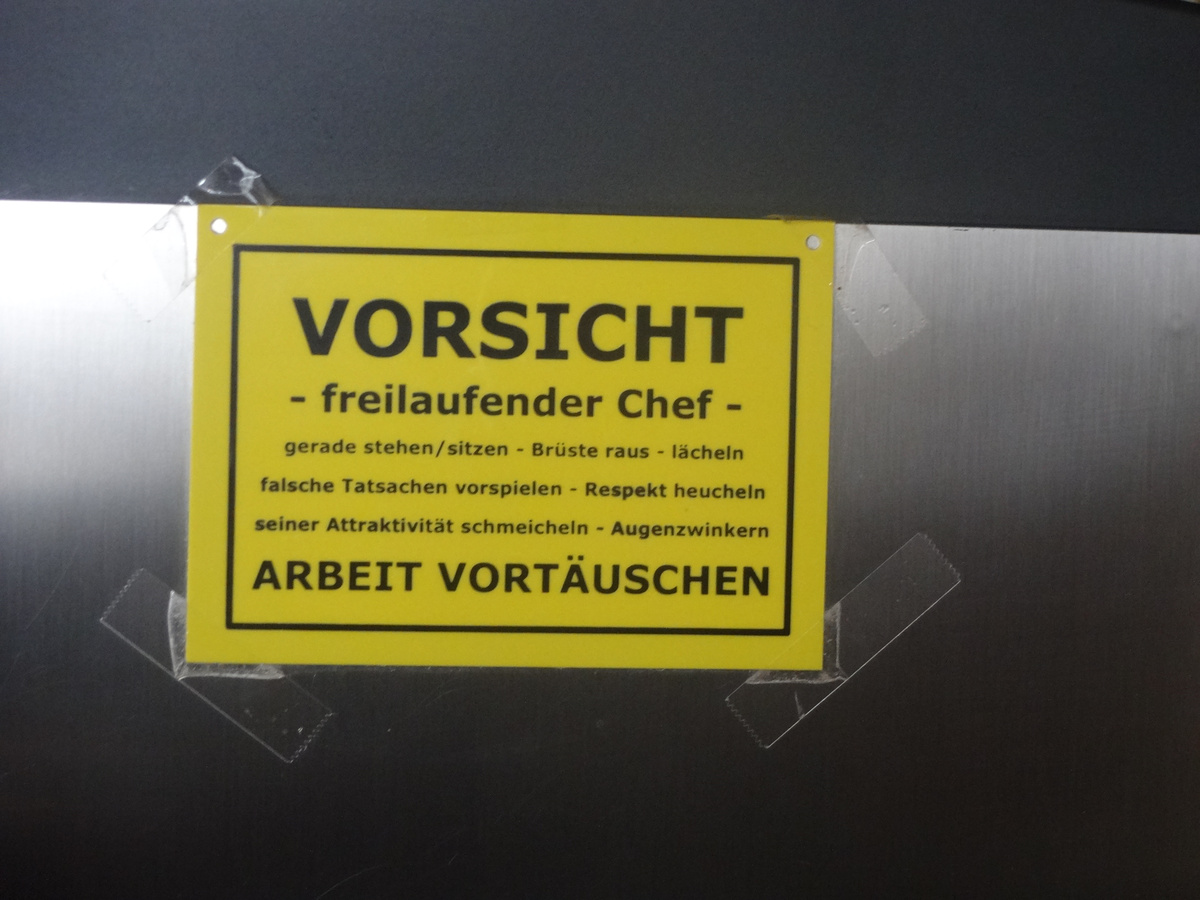 VORSICHT
- freilaufender Chef -
gerade stehen/sitzen - Brüste raus - lächeln
falsche Tatsachen vorspielen - Respekt heucheln
seiner Attraktivität schmeicheln - Augenzwinkern
ARBEIT VORTÄUSCHEN